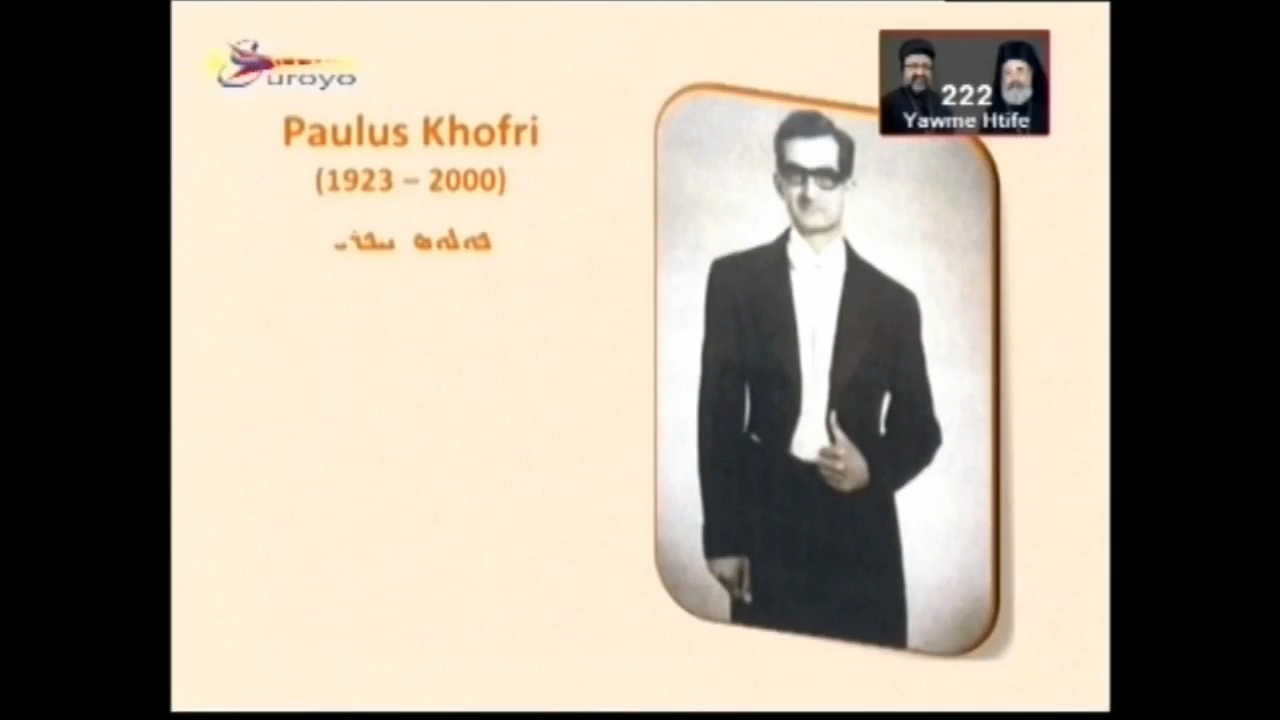 Suroyo
Paulus Khofri
(1923 – 2000)
222
Yawme Htife